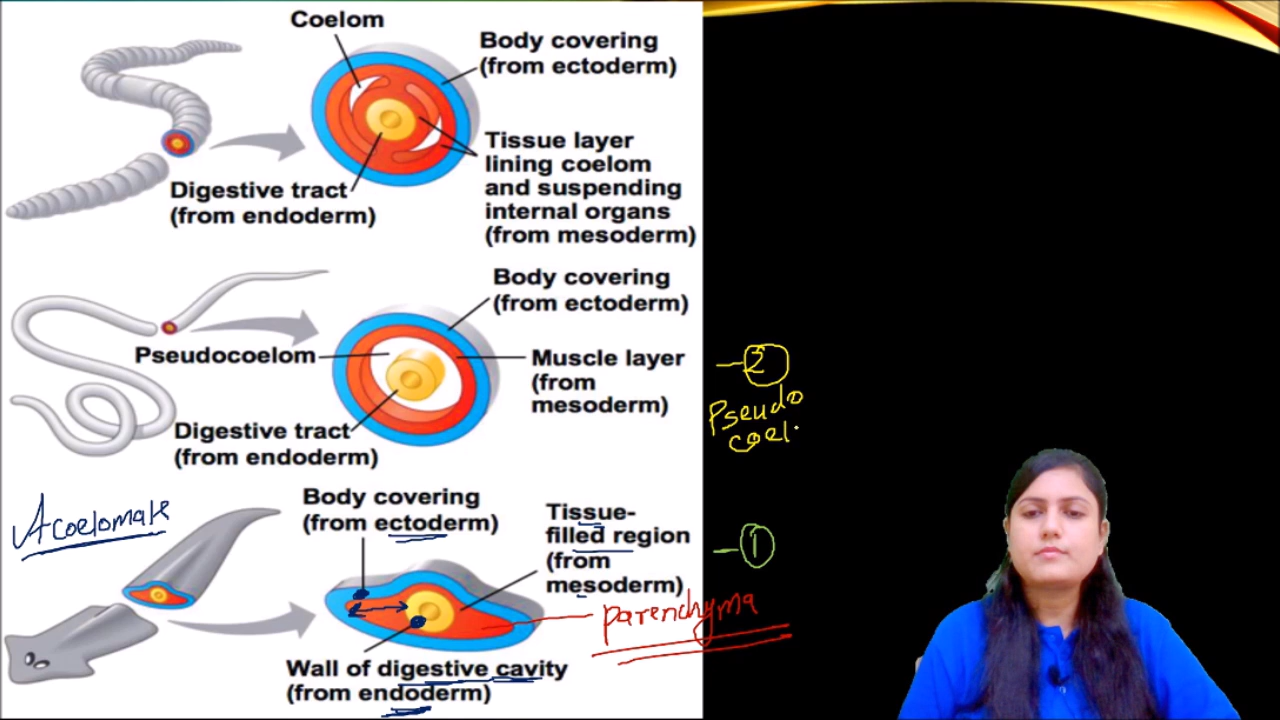 Coelom
Body covering
(from ectoderm)
Tissue layer
lining coelom
and suspending
internal organs
(from mesoderm)
Digestive tract
(from endoderm)
Body covering
(from ectoderm)
Pseudocoelom
Muscle layer
(from
mesoderm)
Digestive tract
(from endoderm)
2
Pseudo
coel.
Acoelomate
Body covering
(from ectoderm)
Tissue-
filled region
(from
mesoderm)
1
parenchyma
Wall of digestive cavity
(from endoderm)